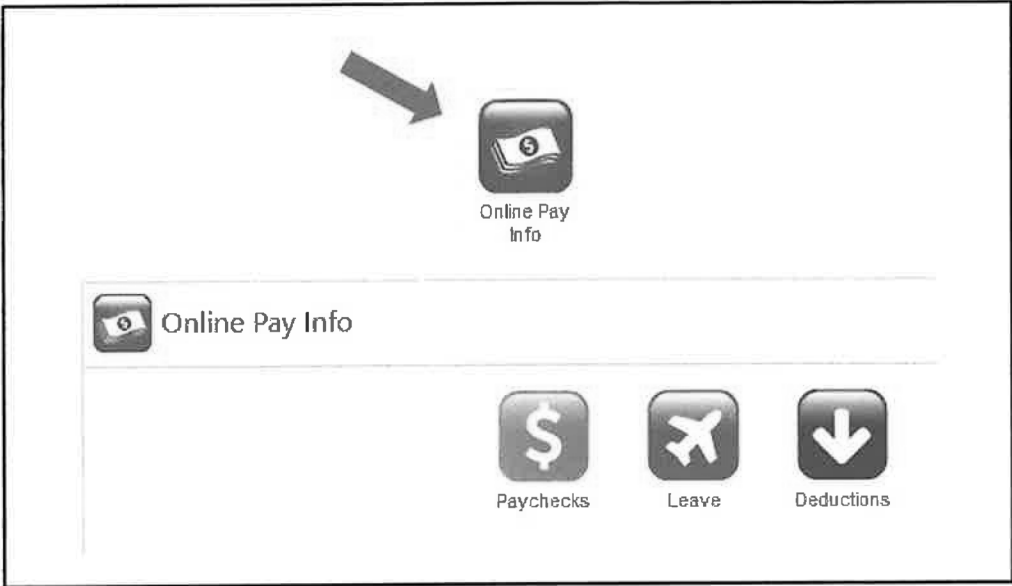 Online Pay
Info
Online Pay Info
Paychecks
Leave
Deductions